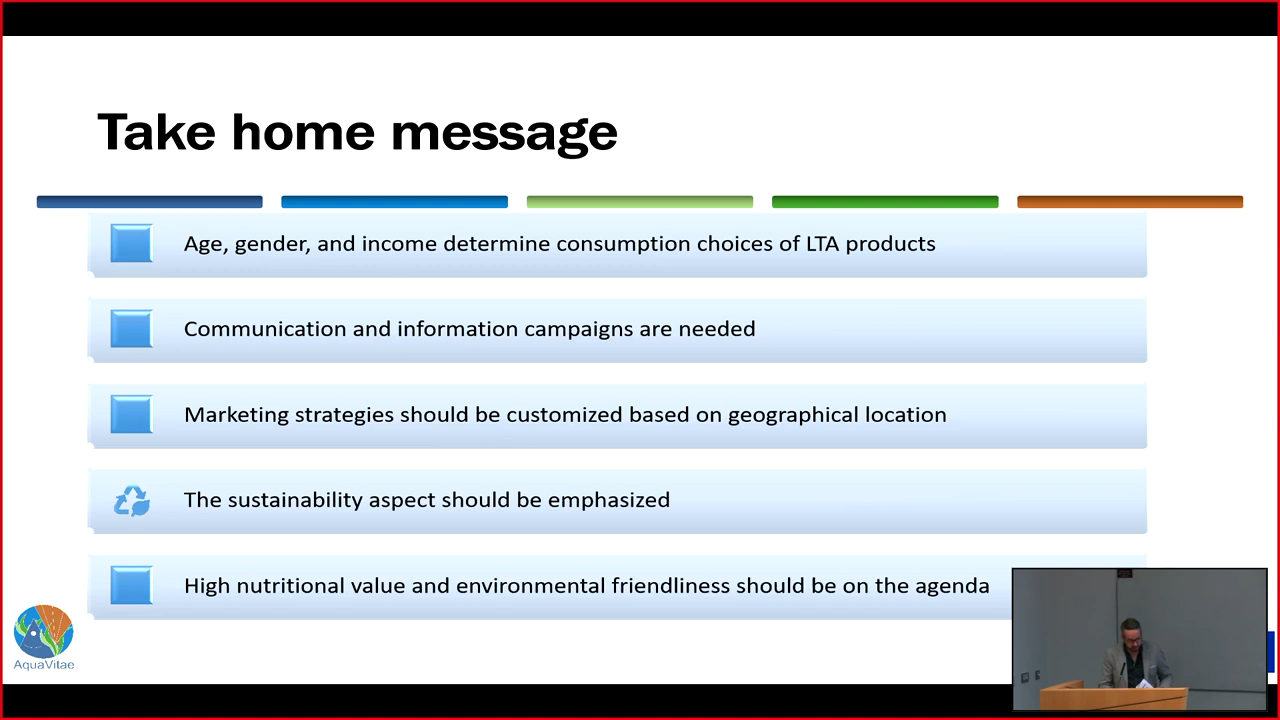 Take home message
Age, gender, and income determine consumption choices of LTA products
Communication and information campaigns are needed
Marketing strategies should be customized based on geographical location
The sustainability aspect should be emphasized
High nutritional value and environmental friendliness should be on the agenda
AquaVitae